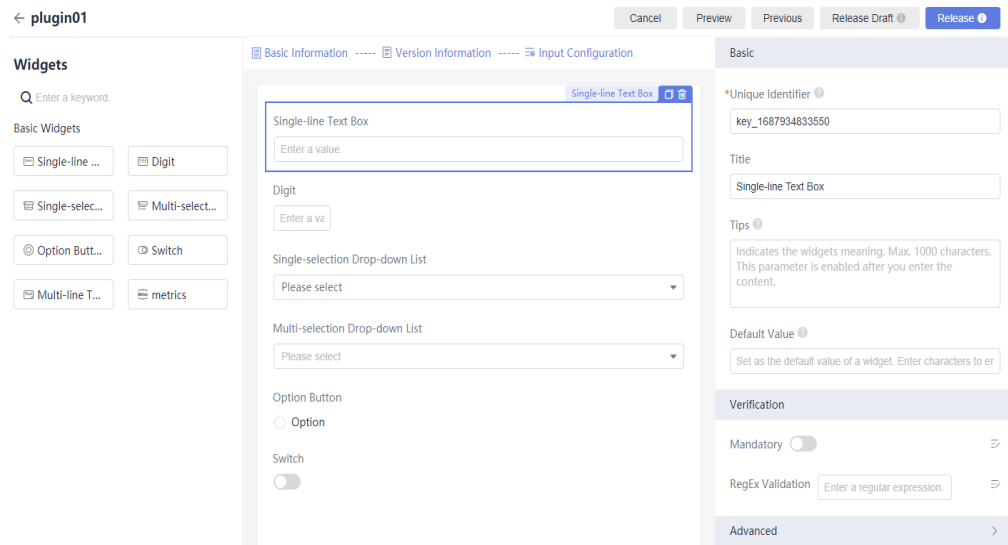 plugin01
Cancel
Preview
Previous
Release Draft
Release
Widgets
Enter a keyword.
Basic Widgets
Single-line ...
Digit
Single-selec...
Multi-select...
Option Butt...
Switch
Multi-line T...
metrics
Basic Information ----- Version Information ----- Input Configuration
Single-line Text Box
Single-line Text Box
Enter a value.
Digit
Enter a va
Single-selection Drop-down List
Please select
Multi-selection Drop-down List
Please select
Option Button
Option
Switch
Basic
*Unique Identifier
key_1687934833550
Title
Single-line Text Box
Tips
Indicates the widgets meaning. Max. 1000 characters.
This parameter is enabled after you enter the
content.
Default Value
Set as the default value of a widget. Enter characters to er
Verification
Mandatory
RegEx Validation
Enter a regular expression.
Advanced